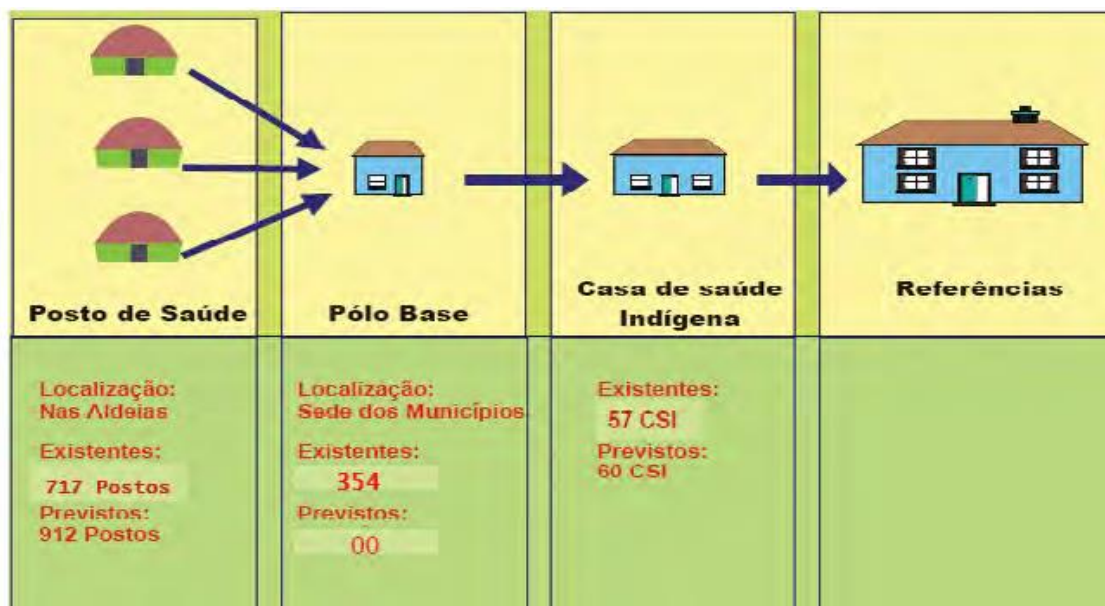 Posto de Saúde
Pólo Base
Casa de saúde
Indígena
Referências
Localização:
Nas Aldeias
Existentes:
717 Postos
Previstos:
912 Postos
Localização:
Sede dos Municípios
Existentes:
354
Previstos:
00
Existentes:
57 CSI
Previstos:
60 CSI